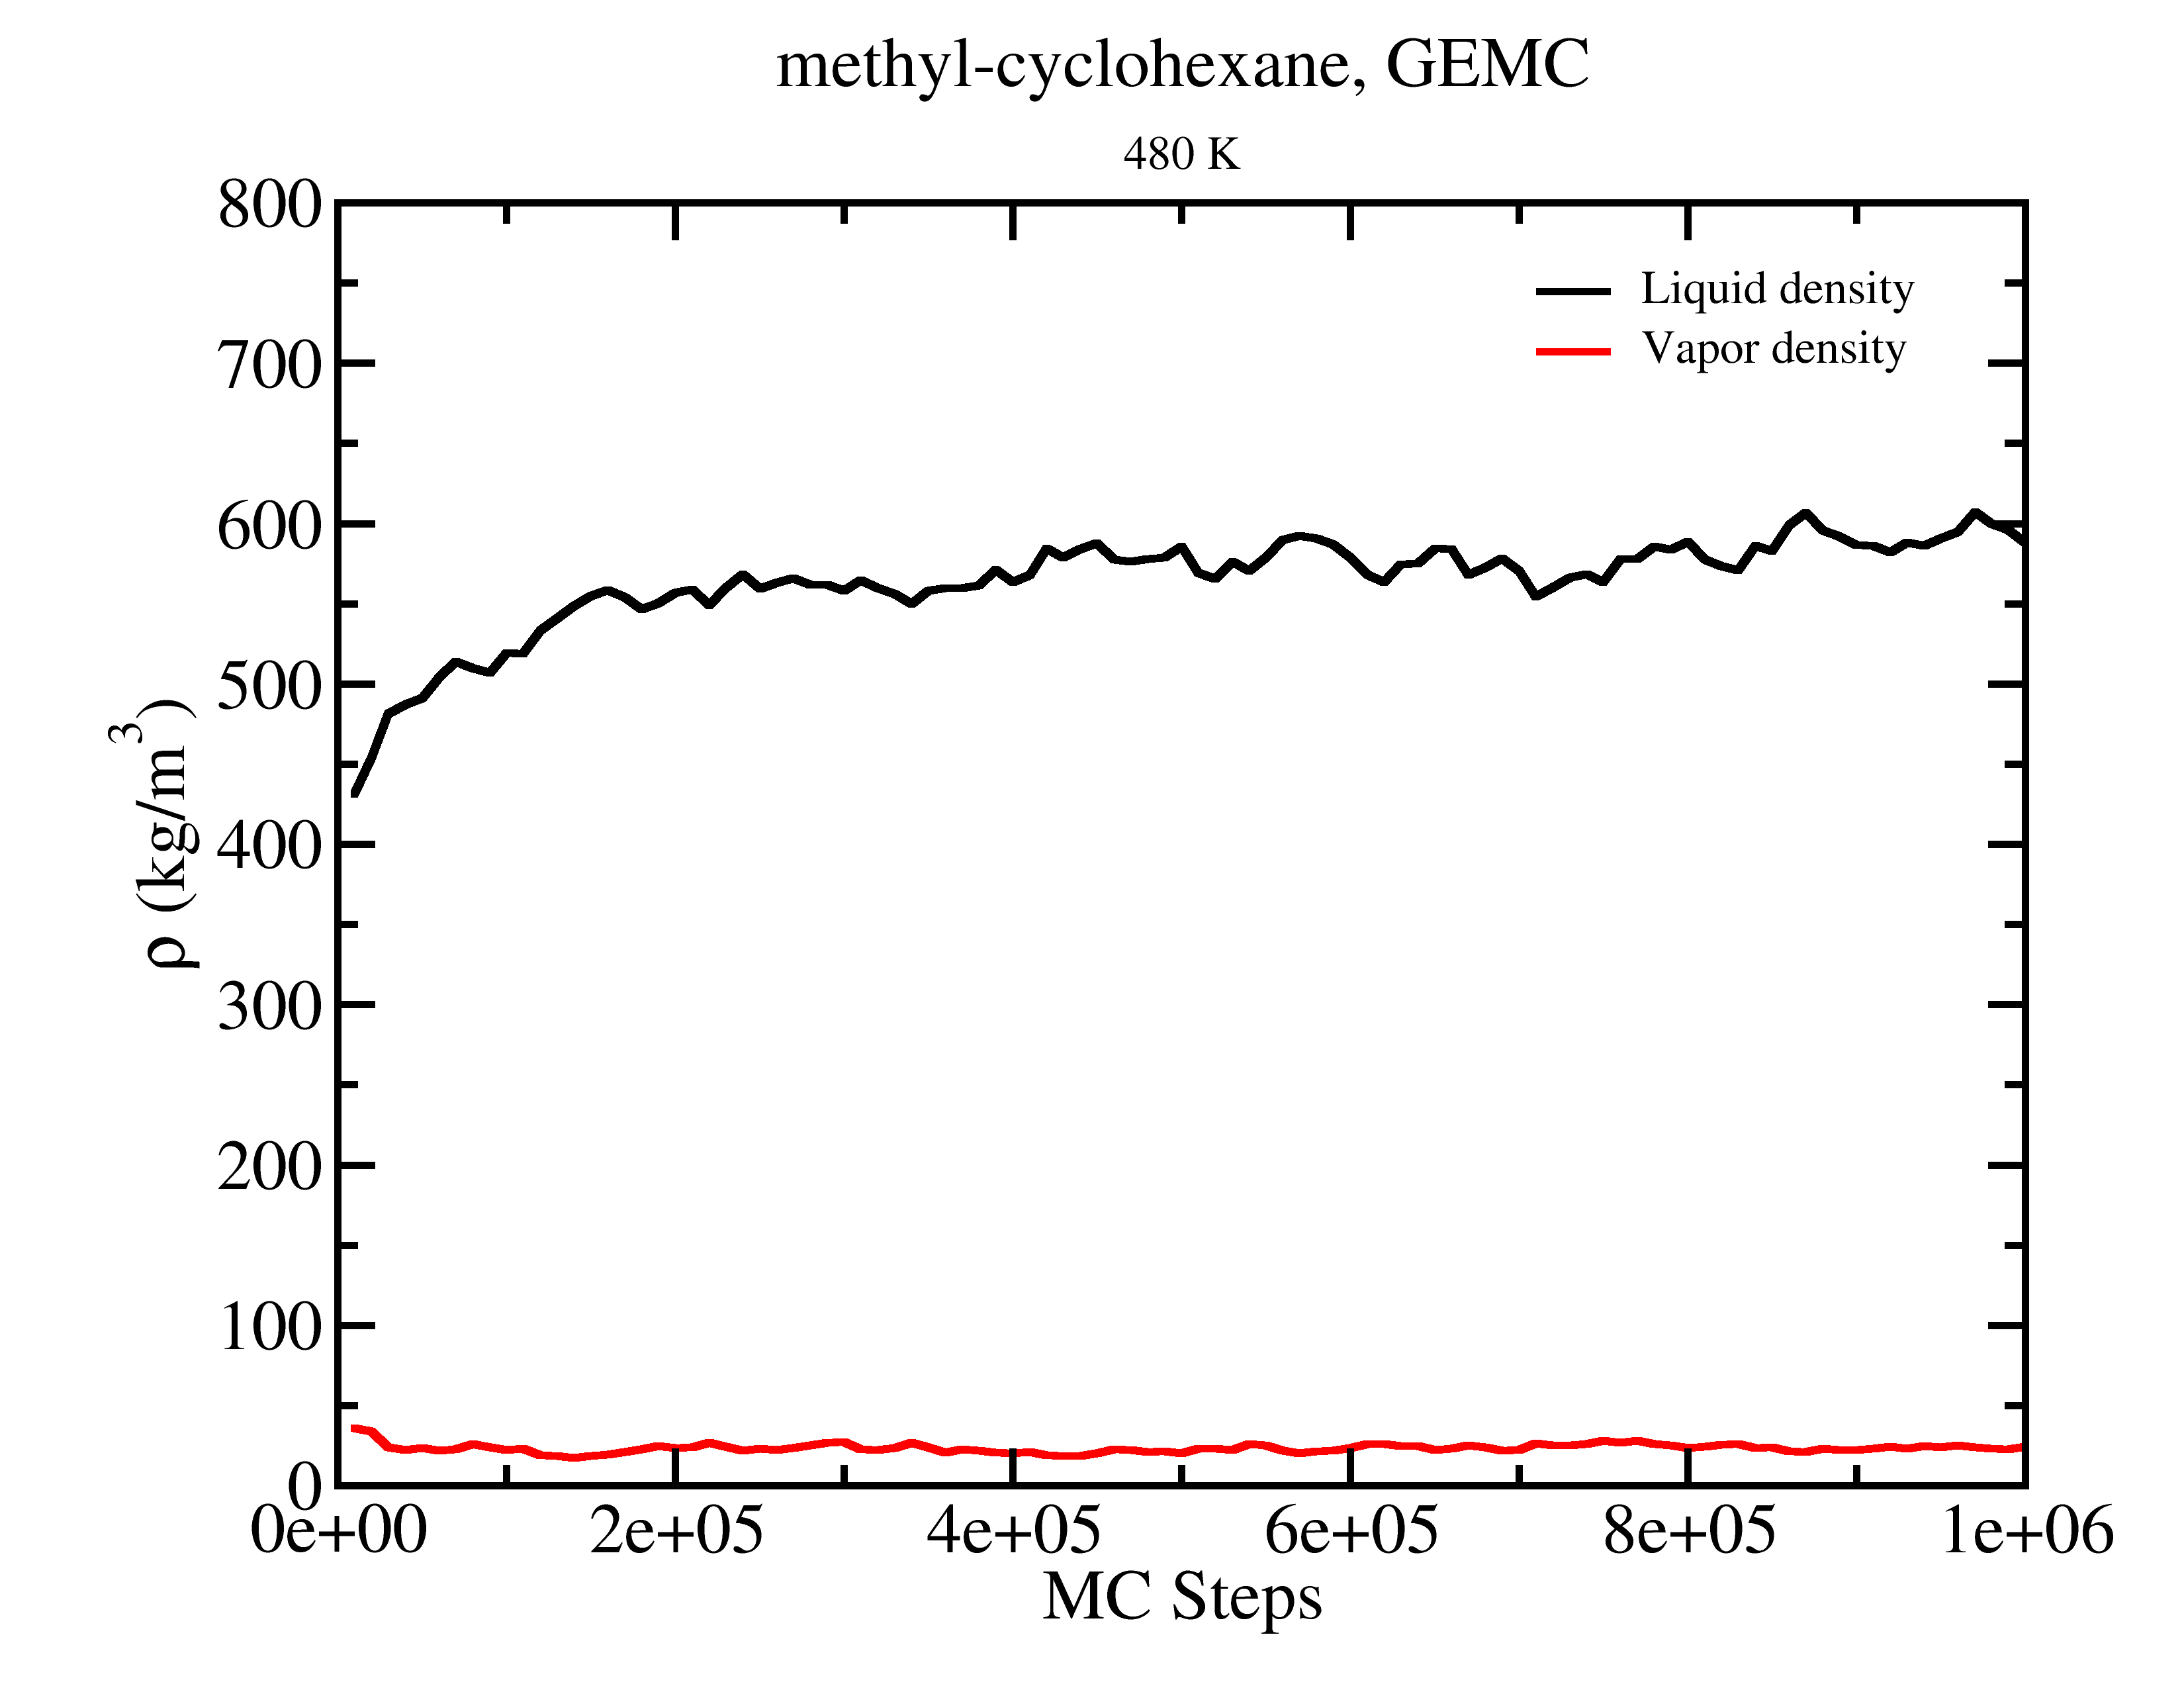 methyl-cyclohexane, GEMC
480 K
Liquid density
Vapor density
800
700
600
500
400
300
200
100
0
ρ (kg/m³)
0e+00 2e+05 4e+05 6e+05 8e+05 1e+06
MC Steps